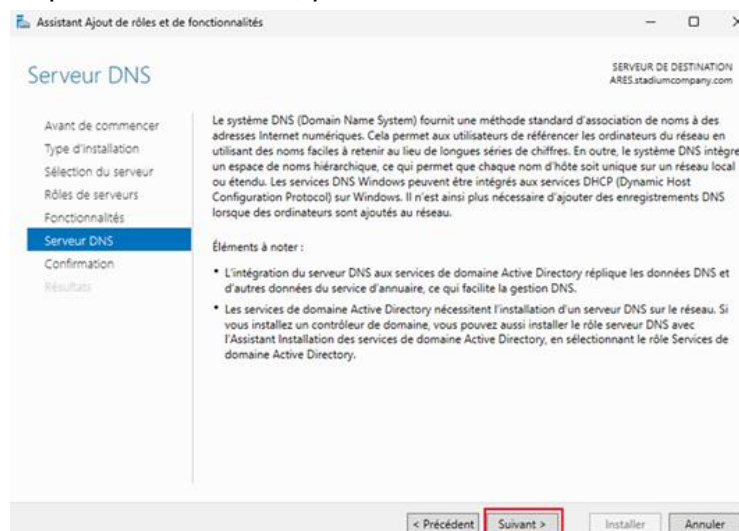 Assistant Ajout de rôles et de fonctionnalités
Serveur DNS
SERVEUR DE DESTINATION
ARES.stadiumcompany.com
Avant de commencer
Type d'installation
Sélection du serveur
Rôles de serveurs
Fonctionnalités
Serveur DNS
Confirmation
Résultats
Le système DNS (Domain Name System) fournit une méthode standard d'association de noms à des
adresses Internet numériques. Cela permet aux utilisateurs de référencer les ordinateurs du réseau en
utilisant des noms faciles à retenir au lieu de longues séries de chiffres. En outre, le système DNS intègre
un espace de noms hiérarchique, ce qui permet que chaque nom d'hôte soit unique sur un réseau local
ou étendu. Les services DNS Windows peuvent être intégrés aux services DHCP (Dynamic Host
Configuration Protocol) sur Windows. Il n'est ainsi plus nécessaire d'ajouter des enregistrements DNS
lorsque des ordinateurs sont ajoutés au réseau.
Éléments à noter :
• L'intégration du serveur DNS aux services de domaine Active Directory réplique les données DNS et
d'autres données du service d'annuaire, ce qui facilite la gestion DNS.
• Les services de domaine Active Directory nécessitent l'installation d'un serveur DNS sur le réseau. Si
vous installez un contrôleur de domaine, vous pouvez aussi installer le rôle serveur DNS avec
l'Assistant Installation des services de domaine Active Directory, en sélectionnant le rôle Services de
domaine Active Directory.
< Précédent
Suivant >
Installer
Annuler